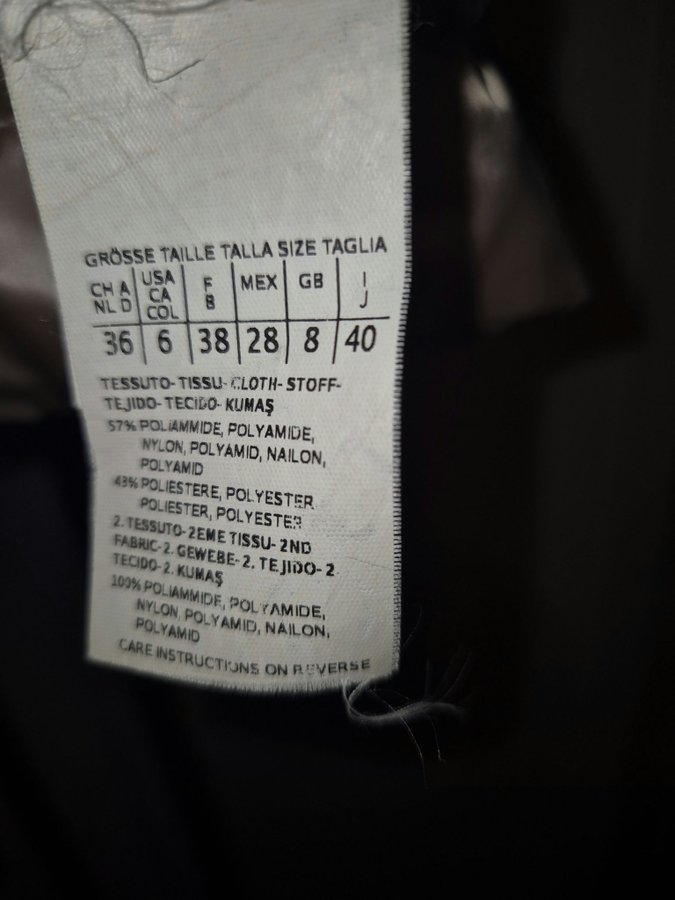 GRÖSSE TAILLE TALLA SIZE TAGLIA
CH A NL D USA CA COL F B MEX GB I J
36 6 38 28 8 40
TESSUTO- TISSU- CLOTH- STOFF-
TEJIDO- TECIDO- KUMAŞ
57% POLIAMMIDE, POLYAMIDE,
NYLON, POLYAMID, NAILON,
POLYAMID
43% POLIESTERE, POLYESTER
POLIESTER, POLYESTER
2. TESSUTO- 2EME TISSU- 2ND
FABRIC- 2. GEWEBE- 2. TEJIDO- 2
TECIDO- 2. KUMAŞ
100% POLIAMMIDE, POLYAMIDE,
NYLON, POLYAMID, NAILON,
POLYAMID
CARE INSTRUCTIONS ON REVERSE